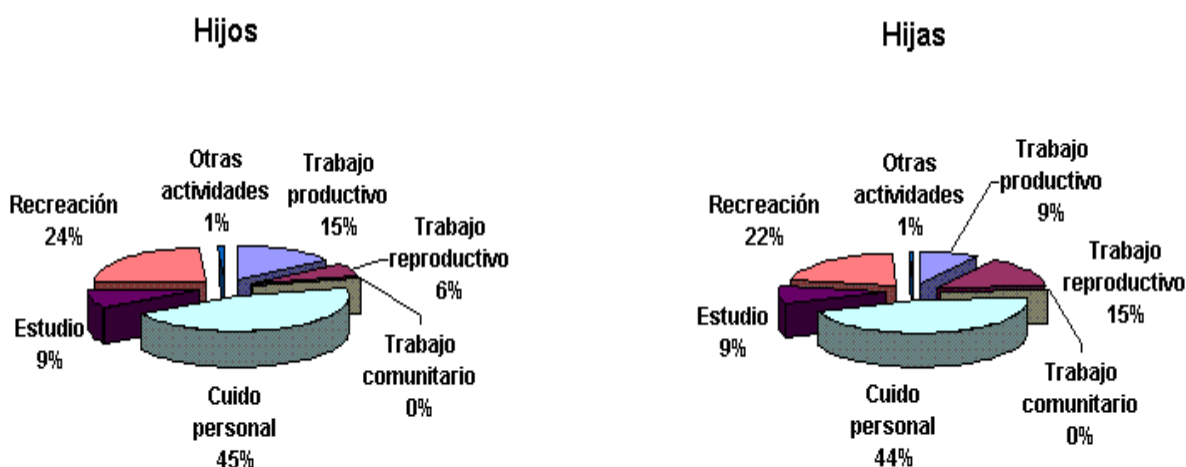 Hijos
Otras
actividades
1%
Trabajo
productivo
15%
Trabajo
reproductivo
6%
Trabajo
comunitario
0%
Cuido
personal
45%
Estudio
9%
Recreación
24%
Hijas
Otras
actividades
1%
Trabajo
productivo
9%
Trabajo
reproductivo
15%
Trabajo
comunitario
0%
Cuido
personal
44%
Estudio
9%
Recreación
22%